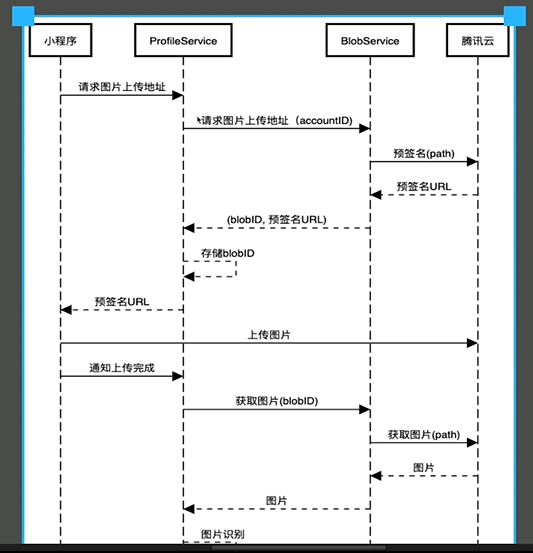 小程序
ProfileService
BlobService
腾讯云
请求图片上传地址
请求图片上传地址（accountID)
预签名(path)
预签名URL
(blobID, 预签名URL)
存储blobID
预签名URL
上传图片
通知上传完成
获取图片(blobID)
获取图片(path)
图片
图片
图片识别